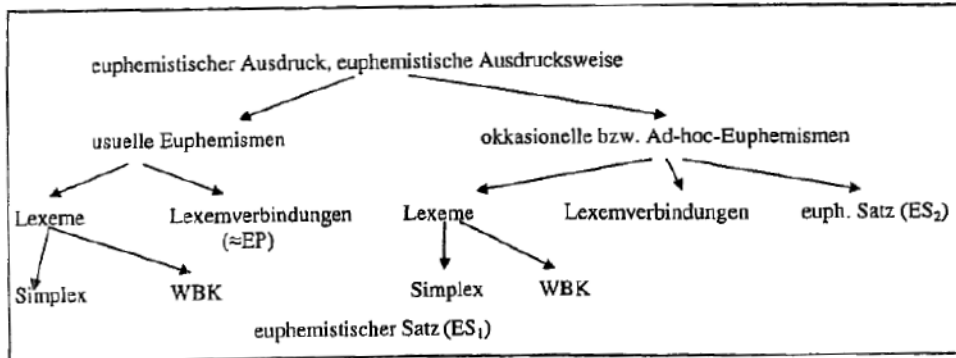 euphemistischer Ausdruck, euphemistische Ausdrucksweise
usuelle Euphemismen
okkasionelle bzw. Ad-hoc-Euphemismen
Lexeme
Lexemverbindungen
(≈EP)
Lexeme
Lexemverbindungen
euph. Satz (ES₂)
Simplex
WBK
Simplex
WBK
euphemistischer Satz (ES₁)